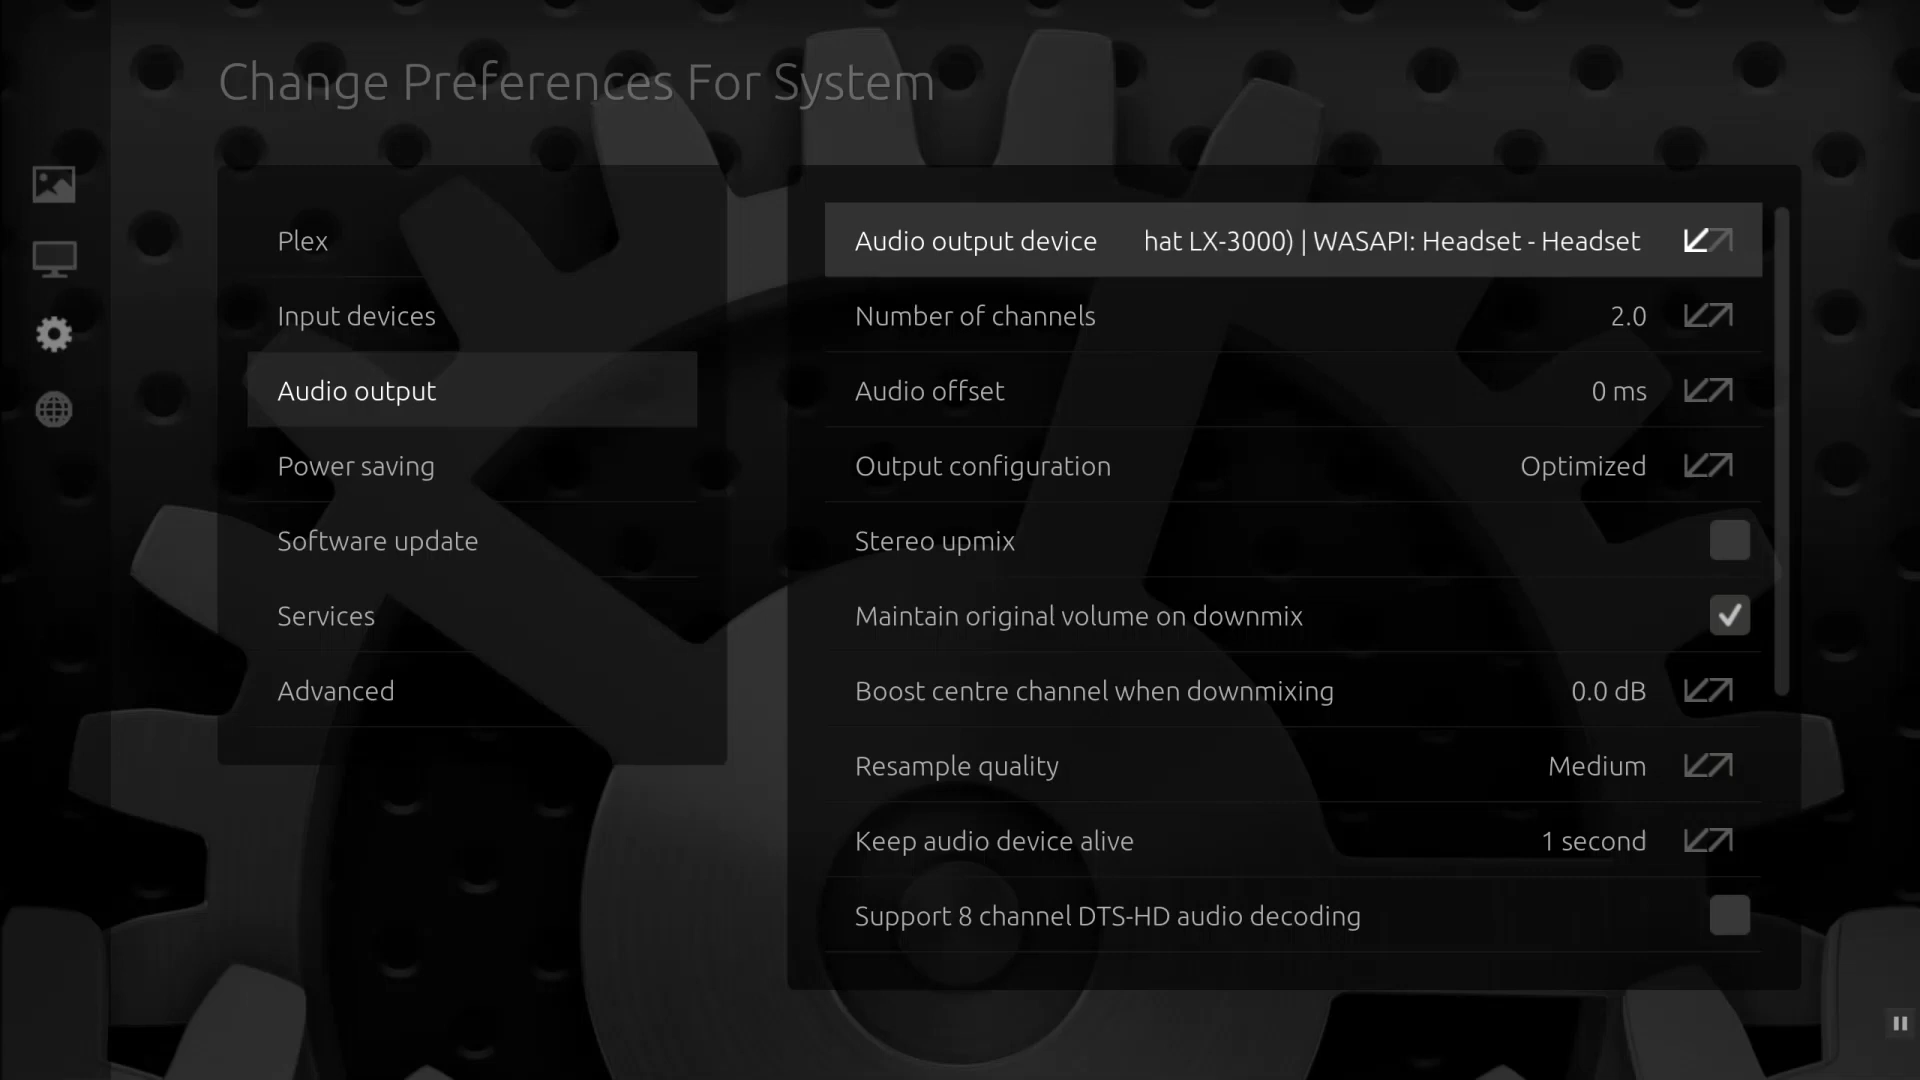 Change Preferences For System
Plex
Input devices
Audio output
Power saving
Software update
Services
Advanced
Audio output device hat LX-3000) | WASAPI: Headset - Headset
Number of channels 2.0
Audio offset 0 ms
Output configuration Optimized
Stereo upmix
Maintain original volume on downmix
Boost centre channel when downmixing 0.0 dB
Resample quality Medium
Keep audio device alive 1 second
Support 8 channel DTS-HD audio decoding